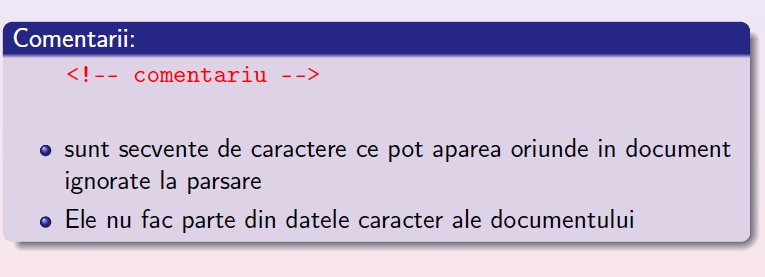 Comentarii:
<!-- comentariu -->
sunt secvente de caractere ce pot aparea oriunde in document
ignorate la parsare
Ele nu fac parte din datele caracter ale documentului